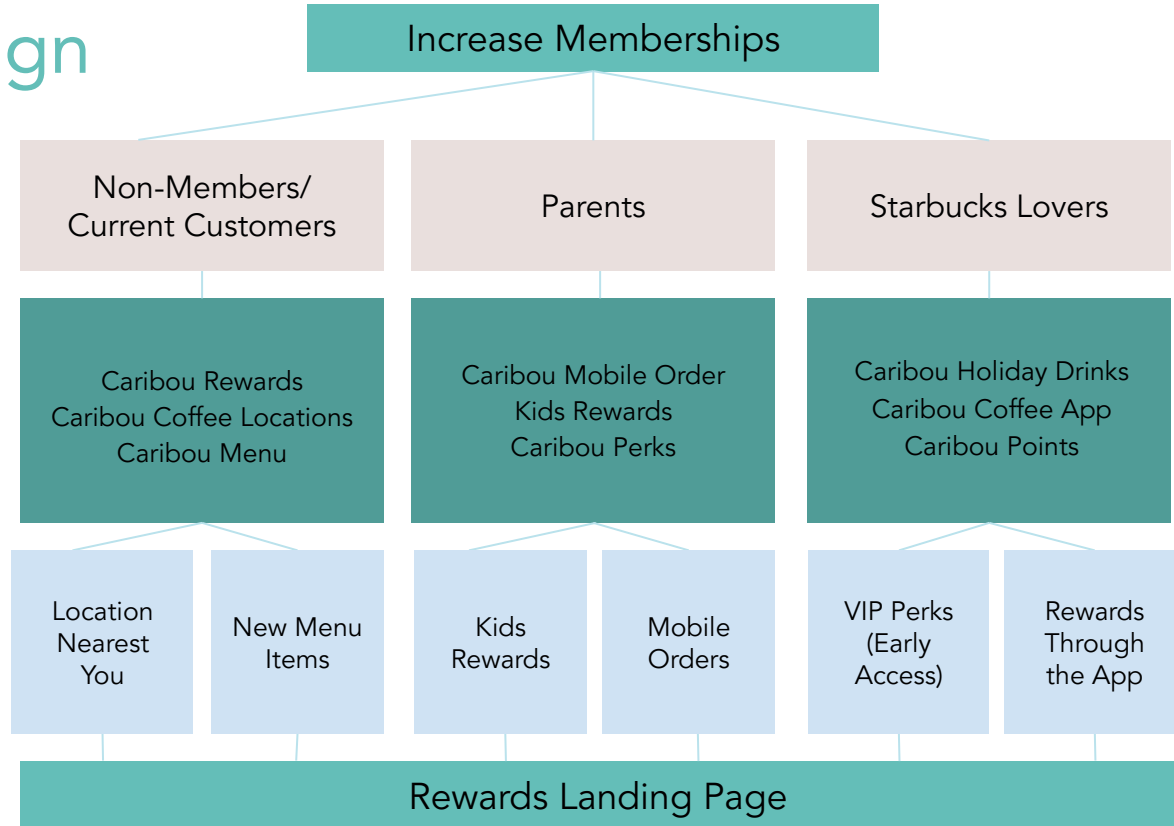 gn
Increase Memberships
Non-Members/
Current Customers
Parents
Starbucks Lovers
Caribou Rewards
Caribou Coffee Locations
Caribou Menu
Caribou Mobile Order
Kids Rewards
Caribou Perks
Caribou Holiday Drinks
Caribou Coffee App
Caribou Points
Location
Nearest
You
New Menu
Items
Kids
Rewards
Mobile
Orders
VIP Perks
(Early
Access)
Rewards
Through
the App
Rewards Landing Page